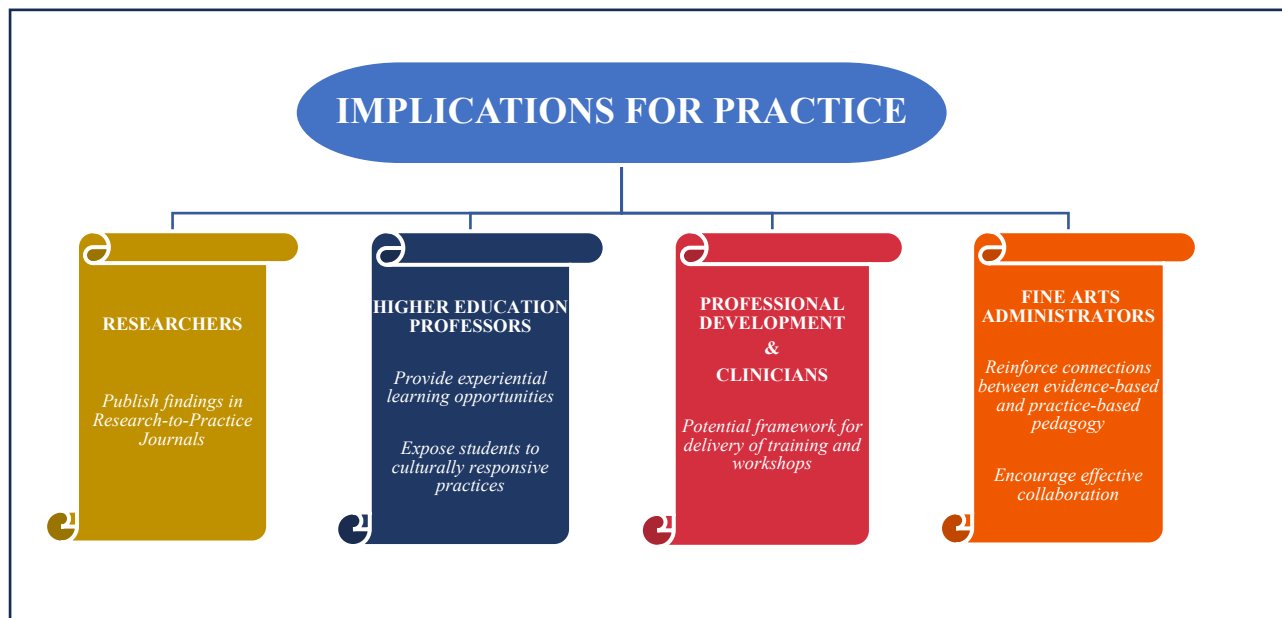 IMPLICATIONS FOR PRACTICE
RESEARCHERS
Publish findings in
Research-to-Practice
Journals
HIGHER EDUCATION
PROFESSORS
Provide experiential
learning opportunities
Expose students to
culturally responsive
practices
PROFESSIONAL
DEVELOPMENT
&
CLINICIANS
Potential framework for
delivery of training and
workshops
FINE ARTS
ADMINISTRATORS
Reinforce connections
between evidence-based
and practice-based
pedagogy
Encourage effective
collaboration